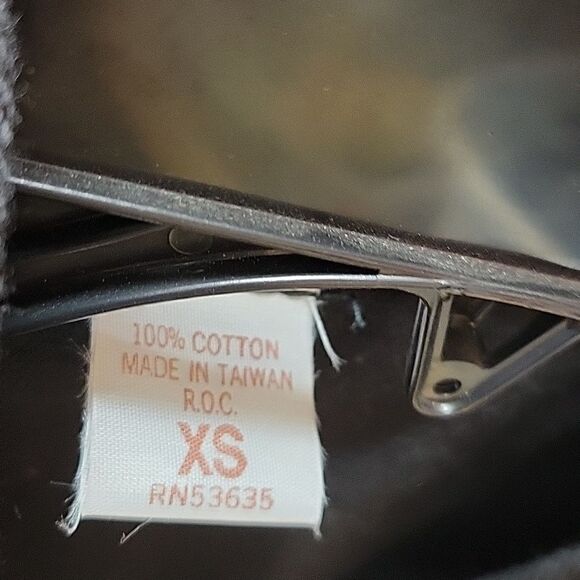 100% COTTON
MADE IN TAIWAN
R.O.C.
XS
RN53635